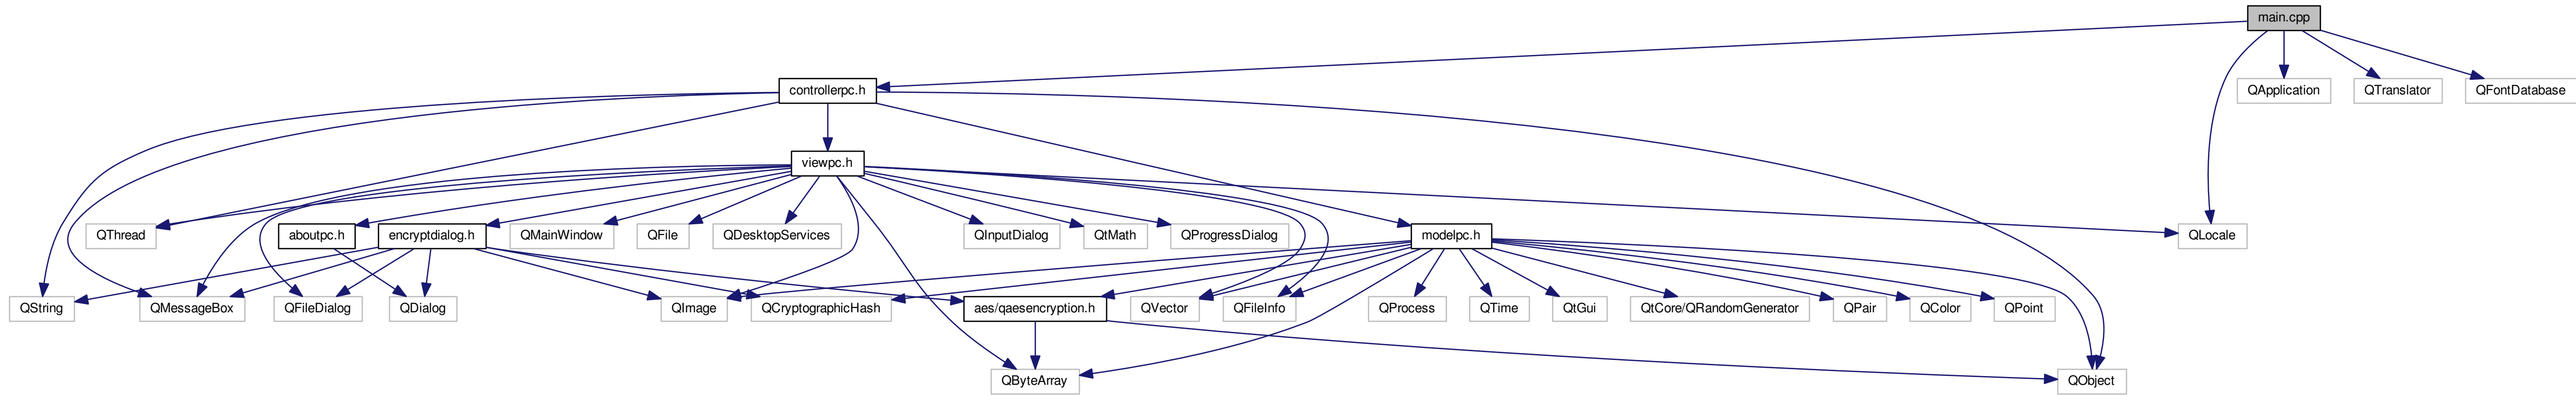 main.cpp
controllerpc.h
QApplication
QTranslator
QFontDatabase
viewpc.h
QThread
aboutpc.h
encryptdialog.h
QMainWindow
QFile
QDesktopServices
QInputDialog
QtMath
QProgressDialog
modelpc.h
QLocale
QString
QMessageBox
QFileDialog
QDialog
QImage
QCryptographicHash
aes/qaesencryption.h
QVector
QFileInfo
QProcess
QTime
QtGui
QtCore/QRandomGenerator
QPair
QColor
QPoint
QByteArray
QObject